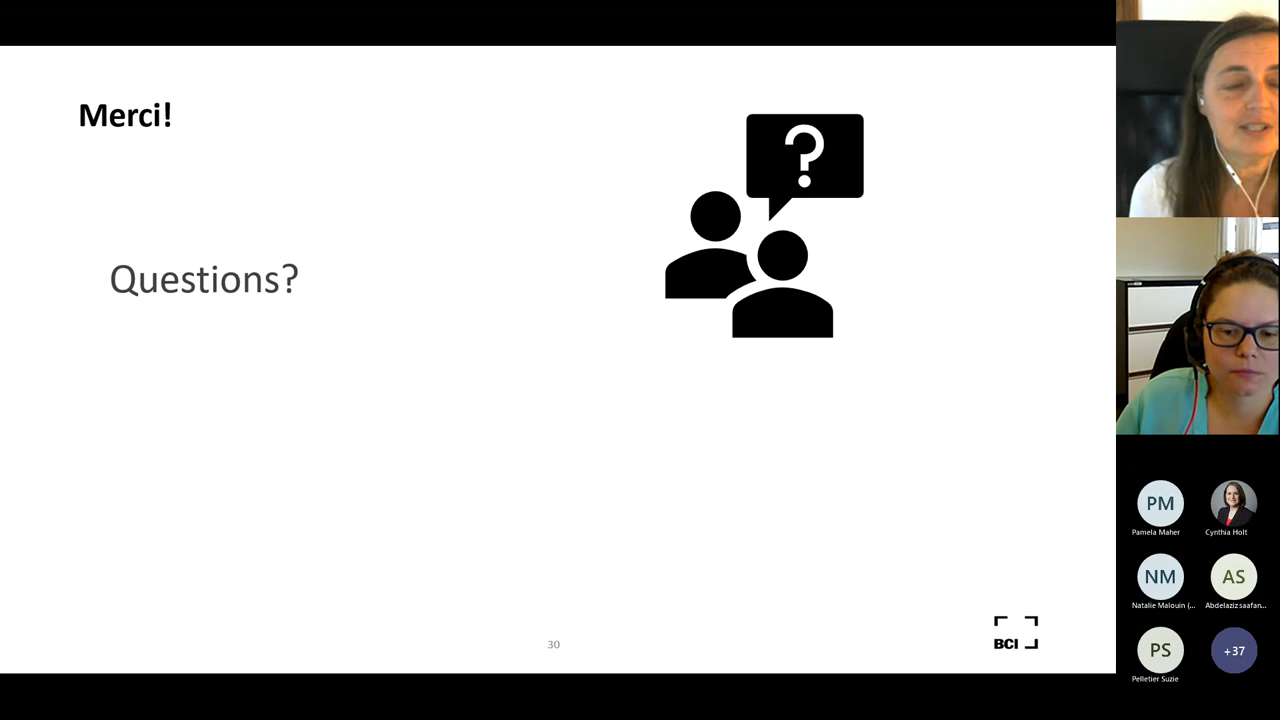 Merci!
?
Questions?
30
BCI
PM
Pamela Maher
Cynthia Holt
NM
Natalie Malouin (...
AS
Abdelaziz saafan...
PS
Pelletier Suzie
+37